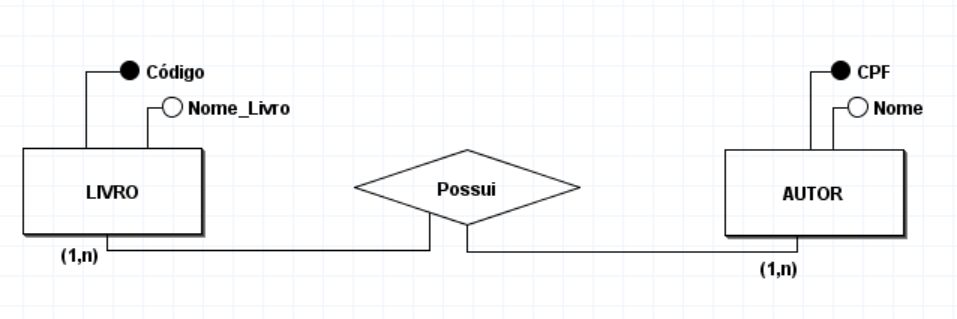 Código
CPF
Nome_Livro
Nome
LIVRO
Possui
AUTOR
(1,n)
(1,n)